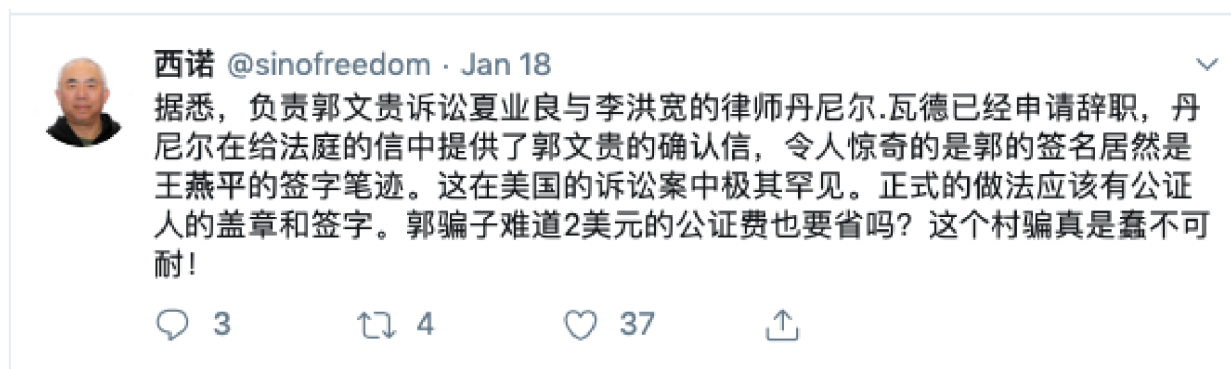 西诺 @sinofreedom · Jan 18
据悉，负责郭文贵诉讼夏业良与李洪宽的律师丹尼尔.瓦德已经申请辞职，丹
尼尔在给法庭的信中提供了郭文贵的确认信，令人惊奇的是郭的签名居然是
王燕平的签字笔迹。这在美国的诉讼案中极其罕见。正式的做法应该有公证
人的盖章和签字。郭骗子难道2美元的公证费也要省吗？这个村骗真是蠢不可
耐！
3 4 37